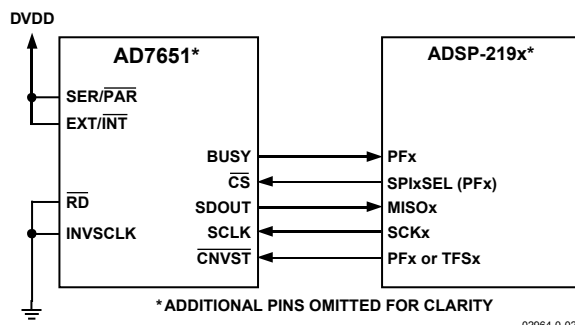 DVDD
AD7651*
ADSP-219x*
SER/PAR
EXT/INT
BUSY
PFx
CS
SPIxSEL (PFx)
RD
SDOUT
MISOx
INVSCLK
SCLK
SCKx
CNVST
PFx or TFSx
*ADDITIONAL PINS OMITTED FOR CLARITY